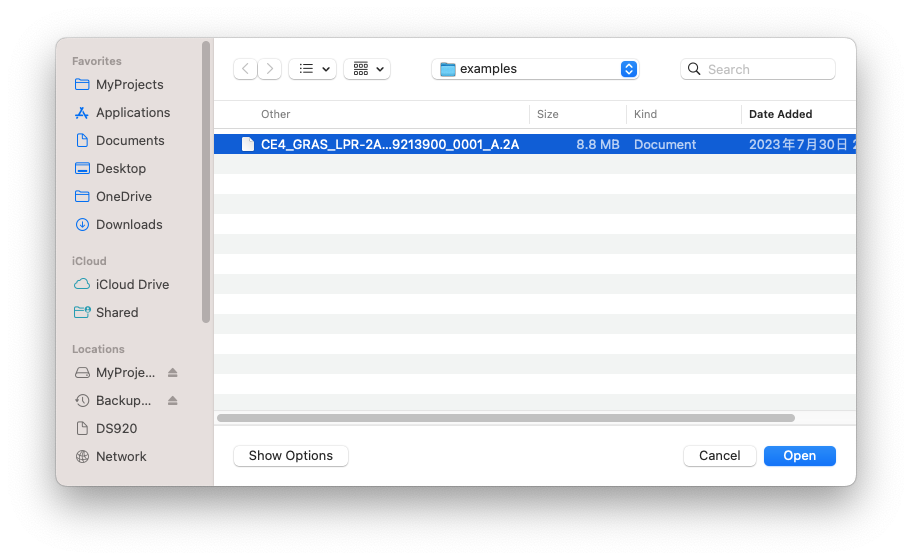 Favorites
MyProjects
Applications
Documents
Desktop
OneDrive
Downloads
iCloud
iCloud Drive
Shared
Locations
MyProje...
Backup...
DS920
Network
examples
Search
Other Size Kind Date Added
CE4_GRAS_LPR-2A...9213900_0001_A.2A 8.8 MB Document 2023年7月30日 2
Show Options Cancel Open